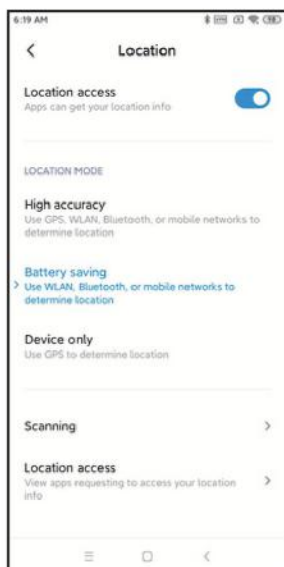 6:19 AM
Location
Location access
Apps can get your location info
LOCATION MODE
High accuracy
Use GPS, WLAN, Bluetooth, or mobile networks to
determine location
Battery saving
Use WLAN, Bluetooth, or mobile networks to
determine location
Device only
Use GPS to determine location
Scanning
Location access
View apps requesting to access your location
info